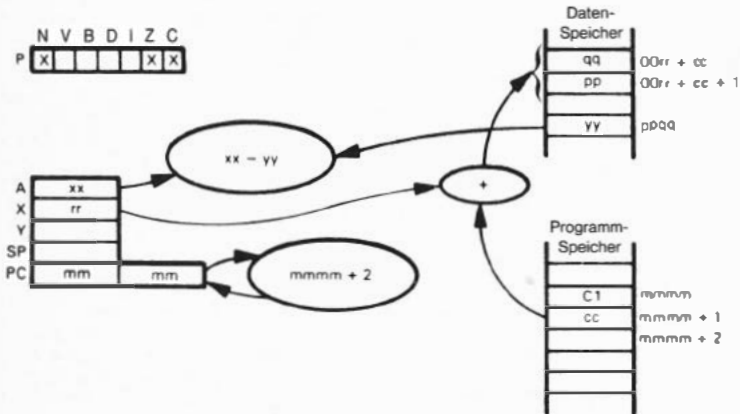 N V B D I Z C
P X X X
Daten-
Speicher
qq 00rr + cc
pp 00rr + cc + 1
yy ppqq
xx − yy
+
A xx
X rr
Y
SP
PC mm mm
mmmm + 2
Programm-
Speicher
C1 mmmm
cc mmmm + 1
mmmm + 2